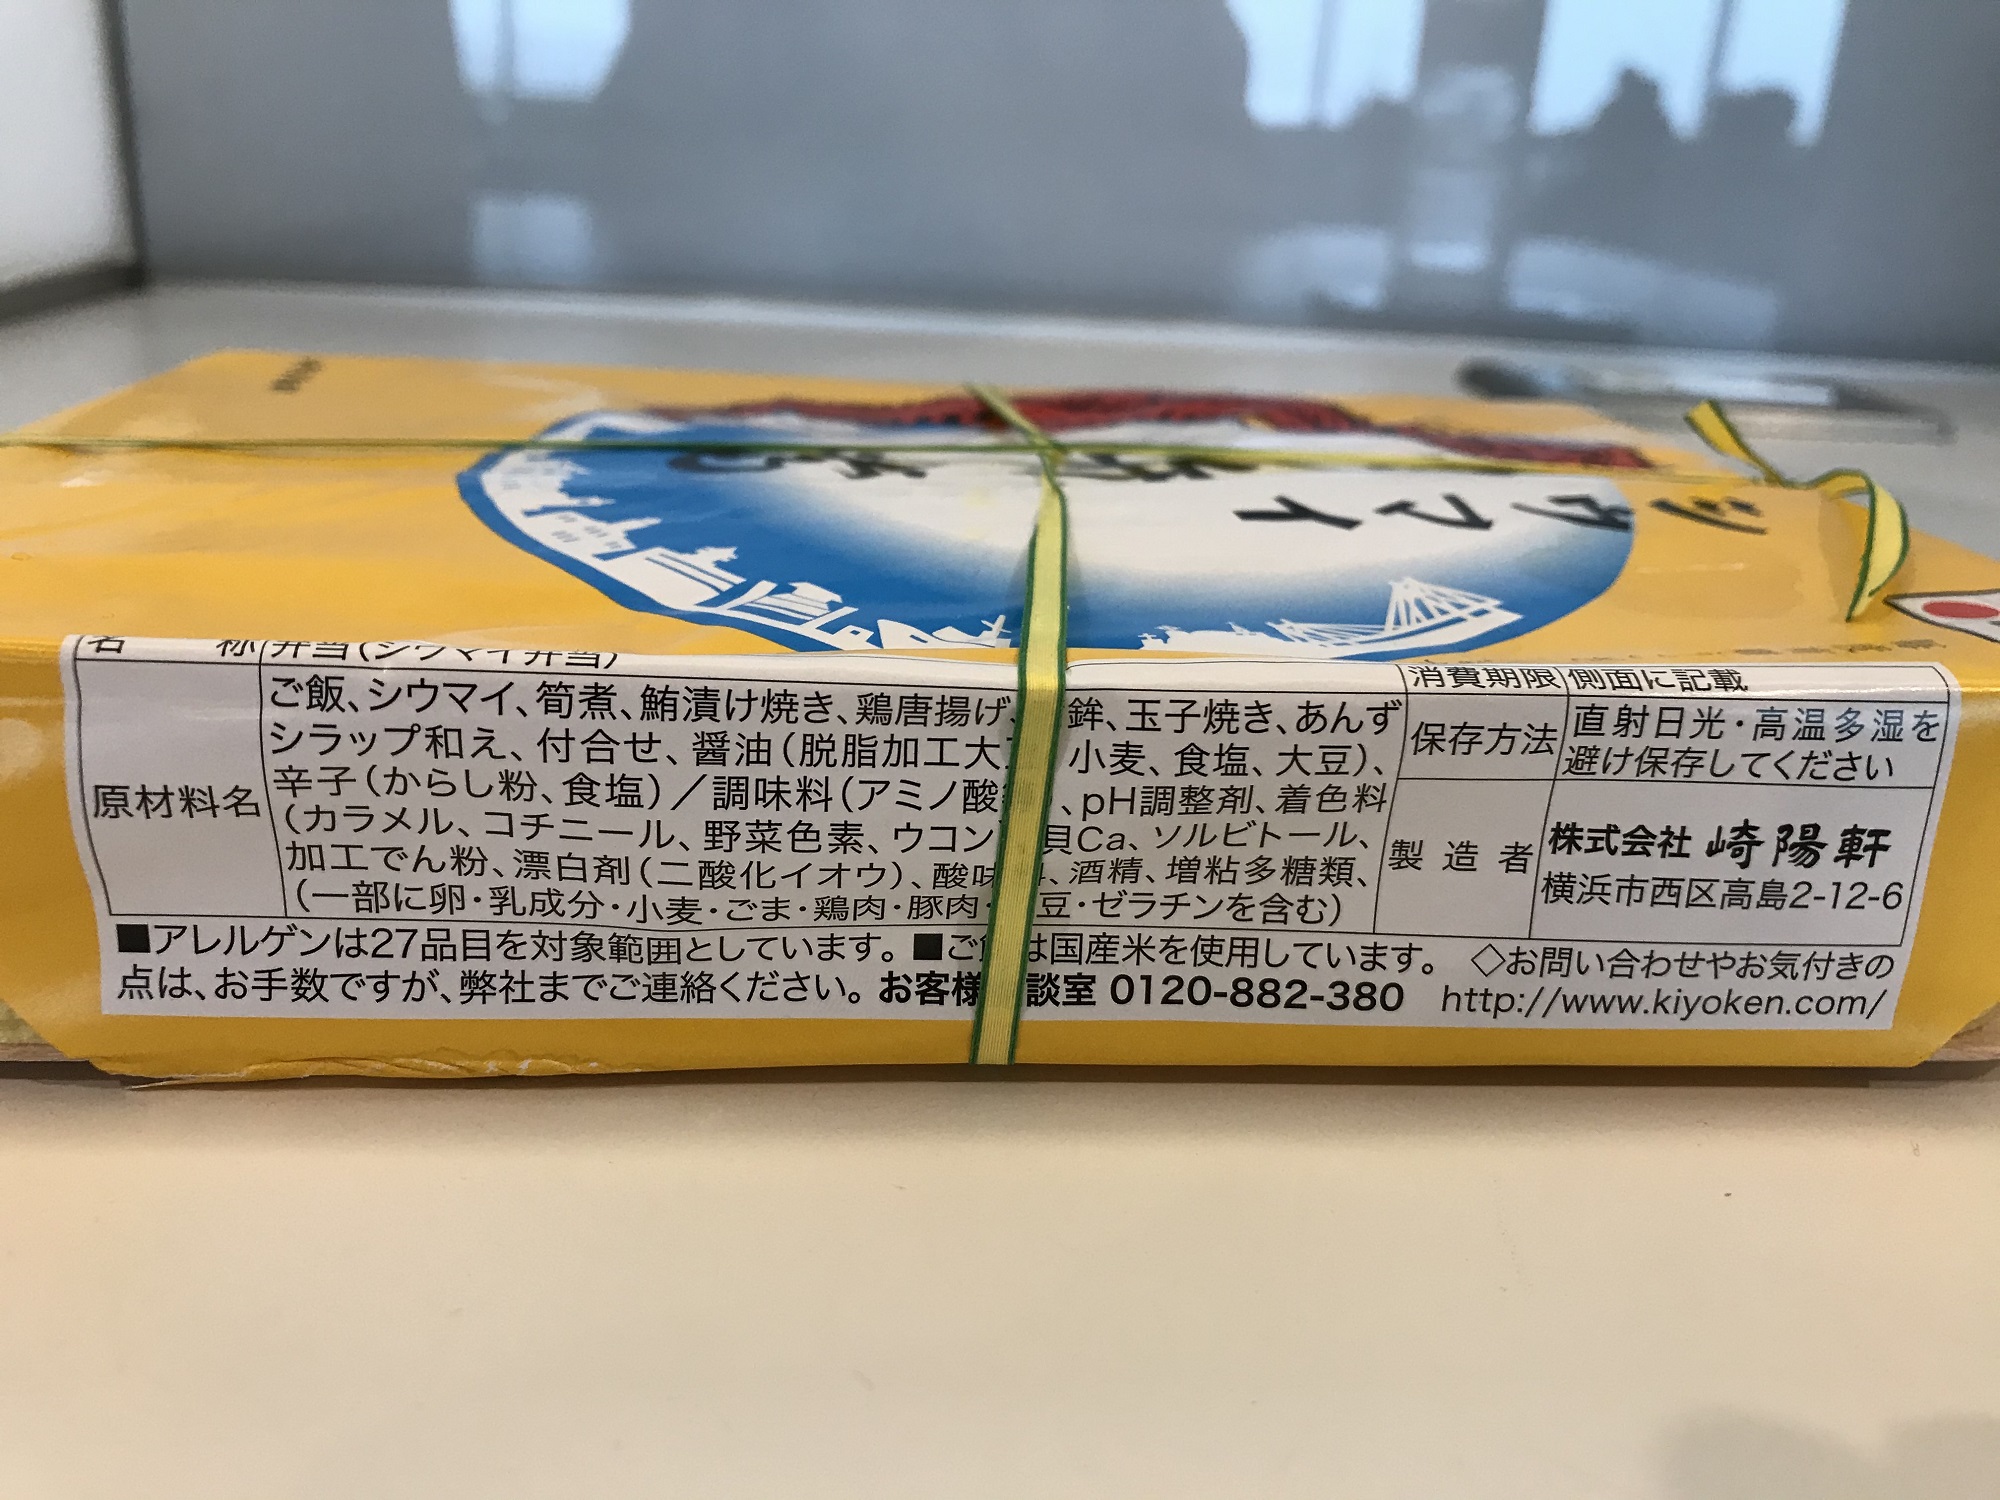 シウマイ
名称 弁当(シウマイ弁当)
原材料名
ご飯、シウマイ、筍煮、鮪漬け焼き、鶏唐揚げ、 鉾、玉子焼き、あんず
シラップ和え、付合せ、醤油(脱脂加工大 小麦、食塩、大豆)、
辛子(からし粉、食塩)/調味料(アミノ酸 、pH調整剤、着色料
(カラメル、コチニール、野菜色素、ウコン 貝Ca、ソルビトール、
加工でん粉、漂白剤(二酸化イオウ)、酸味 、酒精、増粘多糖類、
(一部に卵・乳成分・小麦・ごま・鶏肉・豚肉・ 豆・ゼラチンを含む)
消費期限 側面に記載
保存方法 直射日光・高温多湿を
避け保存してください
製造者 株式会社 崎陽軒
横浜市西区高島2-12-6
■アレルゲンは27品目を対象範囲としています。■ご は国産米を使用しています。 ◇お問い合わせやお気付きの
点は、お手数ですが、弊社までご連絡ください。お客様 談室 0120-882-380 http://www.kiyoken.com/